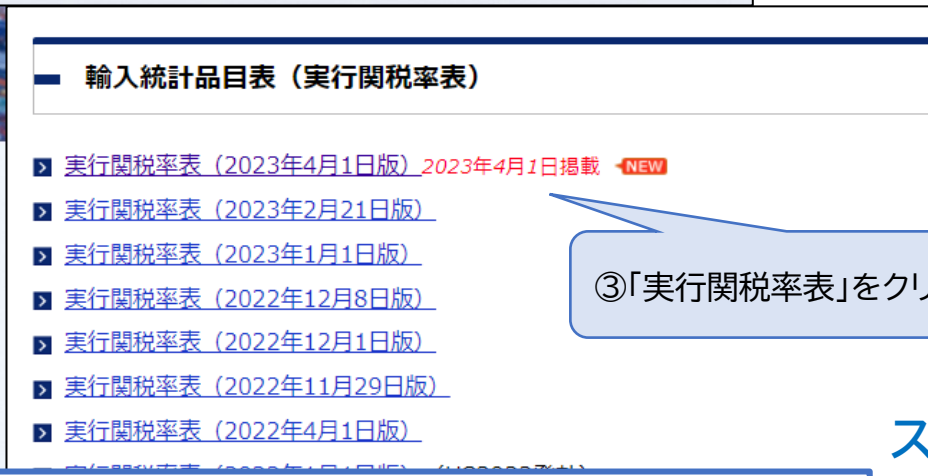 輸入統計品目表（実行関税率表）
実行関税率表（2023年4月1日版）2023年4月1日掲載 NEW
実行関税率表（2023年2月21日版）
実行関税率表（2023年1月1日版）
③「実行関税率表」をクリ
実行関税率表（2022年12月8日版）
実行関税率表（2022年12月1日版）
実行関税率表（2022年11月29日版）
実行関税率表（2022年4月1日版）
ス